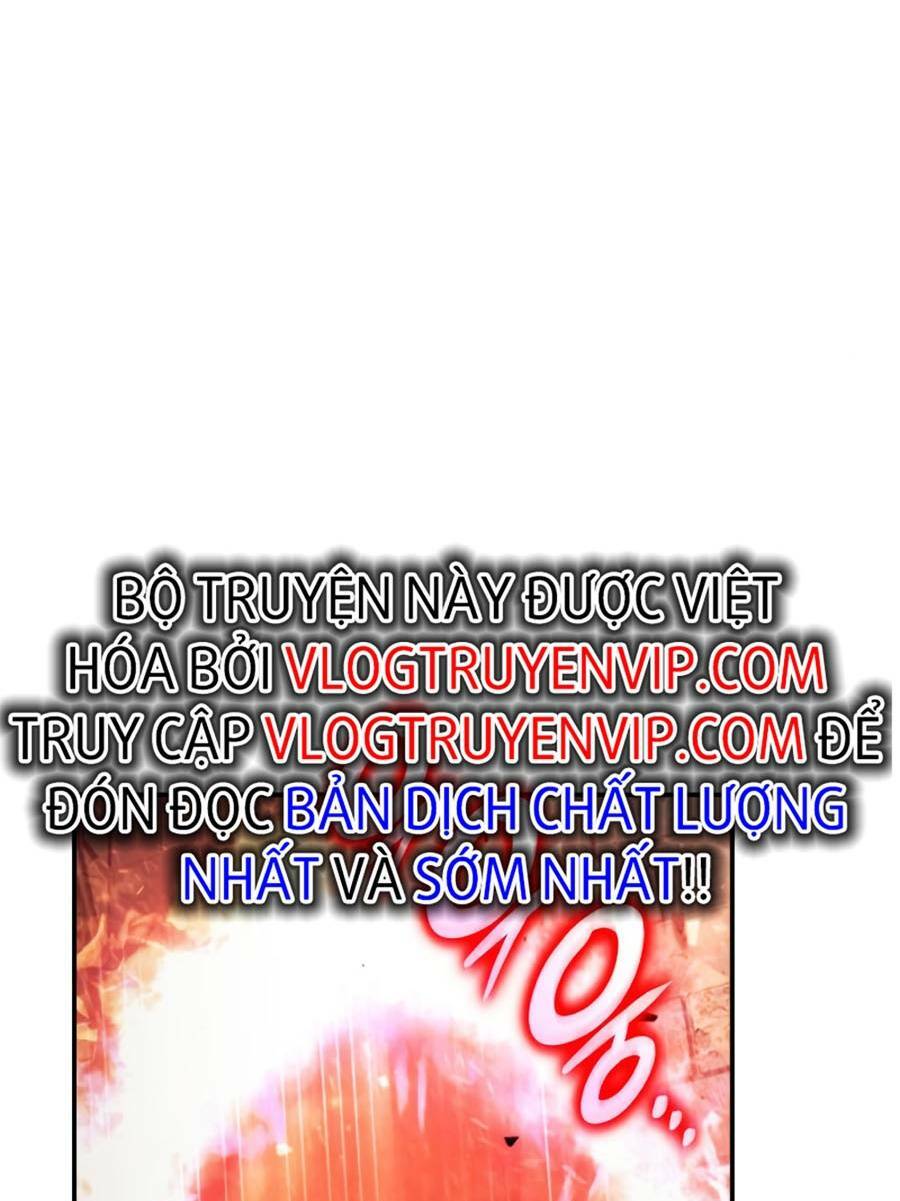 BỘ TRUYỆN NÀY ĐƯỢC VIỆT
HÓA BỞI VLOGTRUYENVIP.COM
TRUY CẬP VLOGTRUYENVIP.COM ĐỂ
ĐÓN ĐỌC BẢN DỊCH CHẤT LƯỢNG
NHẤT VÀ SỚM NHẤT!!